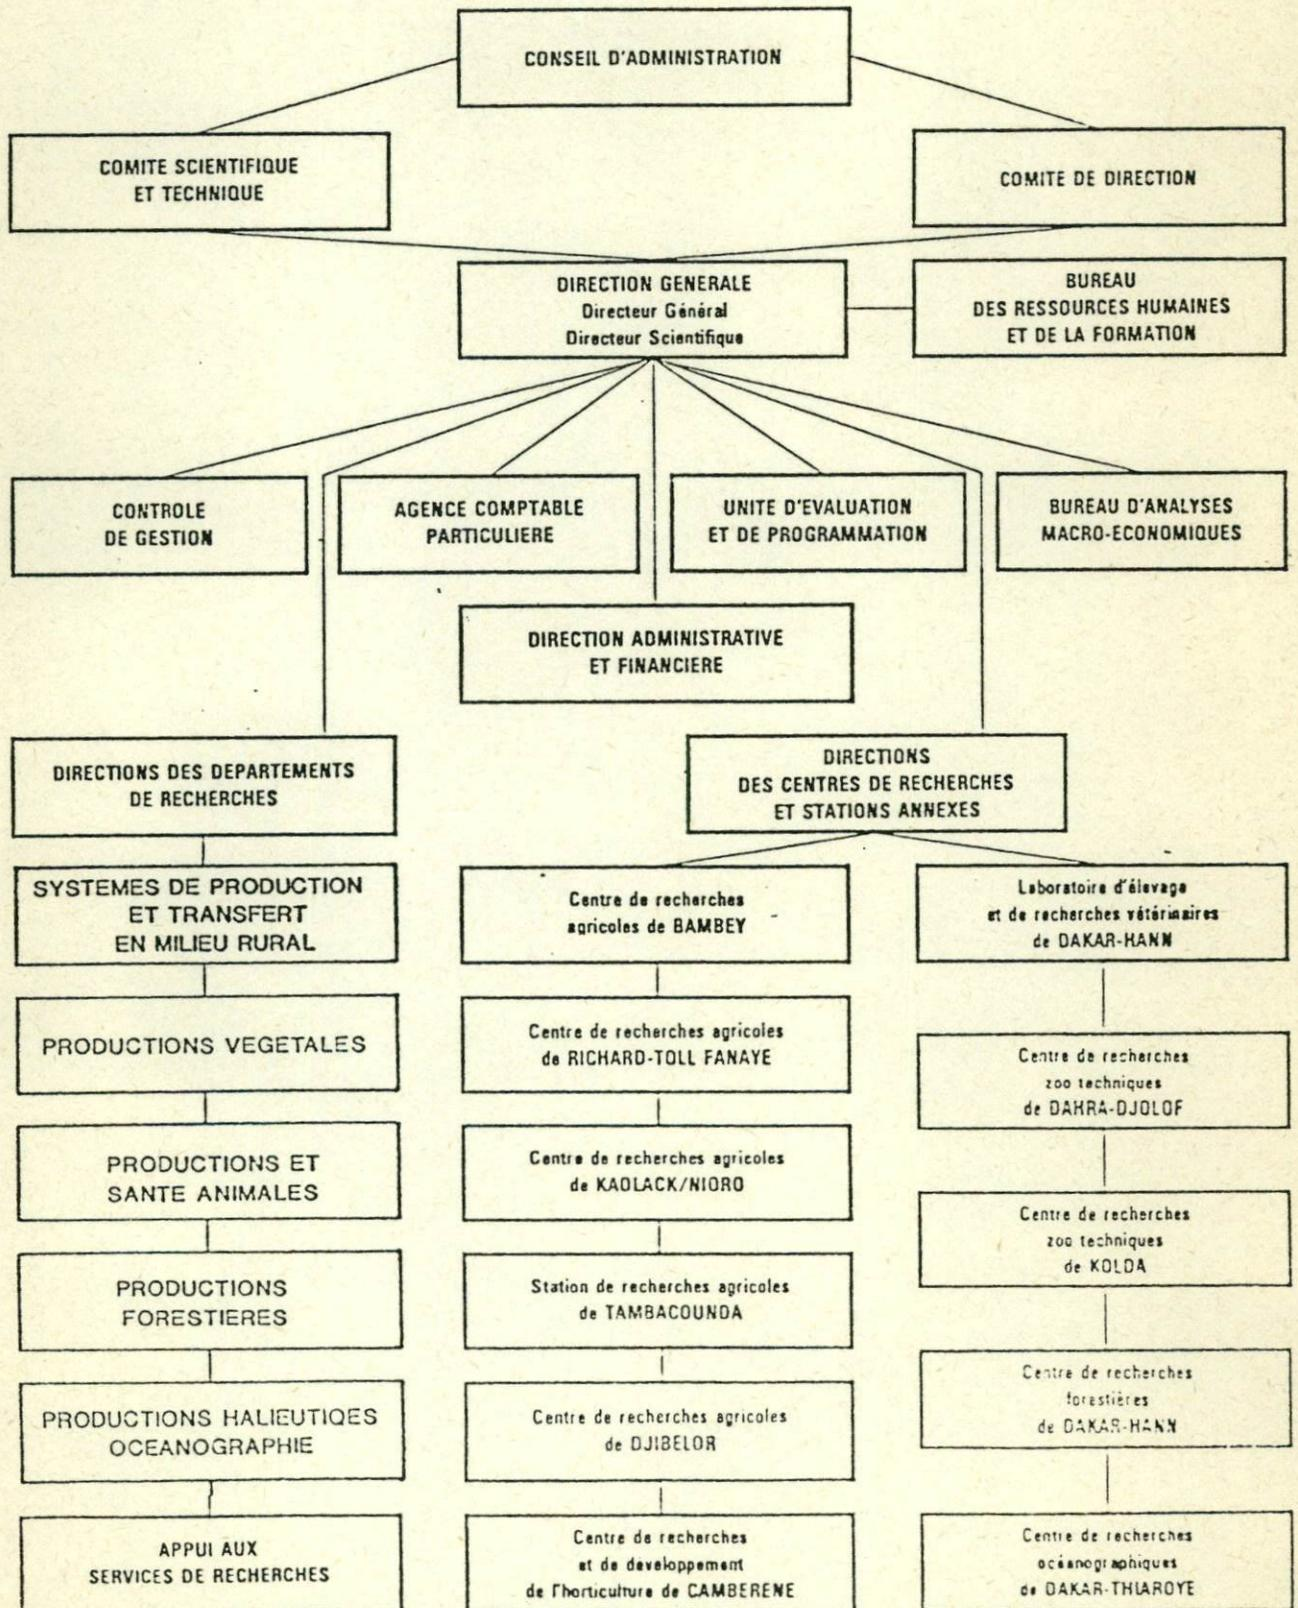 CONSEIL D'ADMINISTRATION
COMITE SCIENTIFIQUE
ET TECHNIQUE
COMITE DE DIRECTION
DIRECTION GENERALE
Directeur Général
Directeur Scientifique
BUREAU
DES RESSOURCES HUMAINES
ET DE LA FORMATION
CONTROLE
DE GESTION
AGENCE COMPTABLE
PARTICULIERE
UNITE D'EVALUATION
ET DE PROGRAMMATION
BUREAU D'ANALYSES
MACRO-ECONOMIQUES
DIRECTION ADMINISTRATIVE
ET FINANCIERE
DIRECTIONS DES DEPARTEMENTS
DE RECHERCHES
DIRECTIONS
DES CENTRES DE RECHERCHES
ET STATIONS ANNEXES
SYSTEMES DE PRODUCTION
ET TRANSFERT
EN MILIEU RURAL
PRODUCTIONS VEGETALES
PRODUCTIONS ET
SANTE ANIMALES
PRODUCTIONS
FORESTIERES
PRODUCTIONS HALIEUTIQES
OCEANOGRAPHIE
APPUI AUX
SERVICES DE RECHERCHES
Centre de recherches
agricoles de BAMBEY
Centre de recherches agricoles
de RICHARD-TOLL FANAYE
Centre de recherches agricoles
de KAOLACK/NIORO
Station de recherches agricoles
de TAMBACOUNDA
Centre de recherches agricoles
de DJIBELOR
Centre de recherches
et de développement
de l'horticulture de CAMBERENE
Laboratoire d'élevage
et de recherches vétérinaires
de DAKAR-HANN
Centre de recherches
zoo techniques
de DAHRA-DJOLOF
Centre de recherches
zoo techniques
de KOLDA
Centre de recherches
forestières
de DAKAR-HANN
Centre de recherches
océanographiques
de DAKAR-THIAROYE